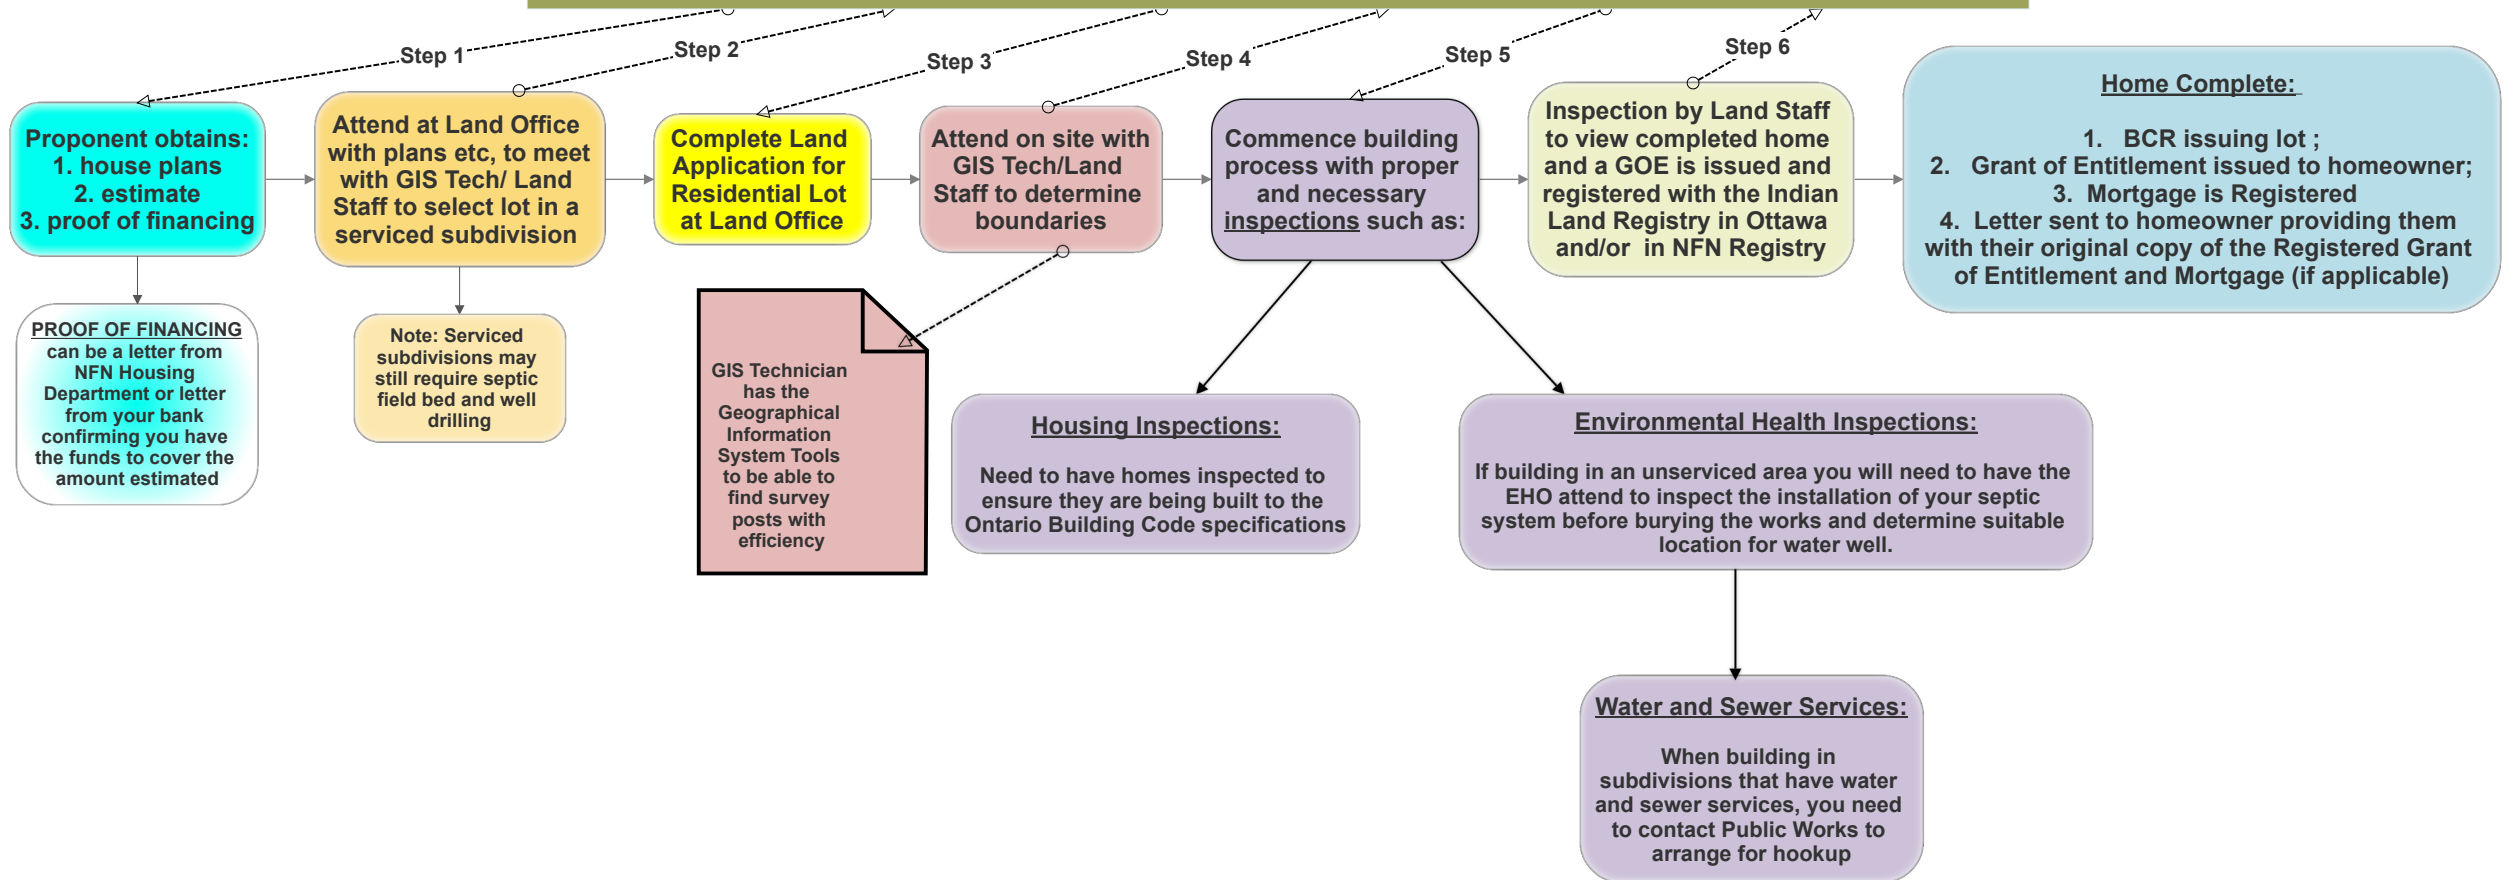 Step 1
Step 2
Step 3
Step 4
Step 5
Step 6
Proponent obtains:
1. house plans
2. estimate
3. proof of financing
Attend at Land Office
with plans etc, to meet
with GIS Tech/ Land
Staff to select lot in a
serviced subdivision
Complete Land
Application for
Residential Lot
at Land Office
Attend on site with
GIS Tech/Land
Staff to determine
boundaries
Commence building
process with proper
and necessary
inspections such as:
Inspection by Land Staff
to view completed home
and a GOE is issued and
registered with the Indian
Land Registry in Ottawa
and/or in NFN Registry
Home Complete:
1. BCR issuing lot ;
2. Grant of Entitlement issued to homeowner;
3. Mortgage is Registered
4. Letter sent to homeowner providing them
with their original copy of the Registered Grant
of Entitlement and Mortgage (if applicable)
PROOF OF FINANCING
can be a letter from
NFN Housing
Department or letter
from your bank
confirming you have
the funds to cover the
amount estimated
Note: Serviced
subdivisions may
still require septic
field bed and well
drilling
GIS Technician
has the
Geographical
Information
System Tools
to be able to
find survey
posts with
efficiency
Housing Inspections:
Need to have homes inspected to
ensure they are being built to the
Ontario Building Code specifications
Environmental Health Inspections:
If building in an unserviced area you will need to have the
EHO attend to inspect the installation of your septic
system before burying the works and determine suitable
location for water well.
Water and Sewer Services:
When building in
subdivisions that have water
and sewer services, you need
to contact Public Works to
arrange for hookup